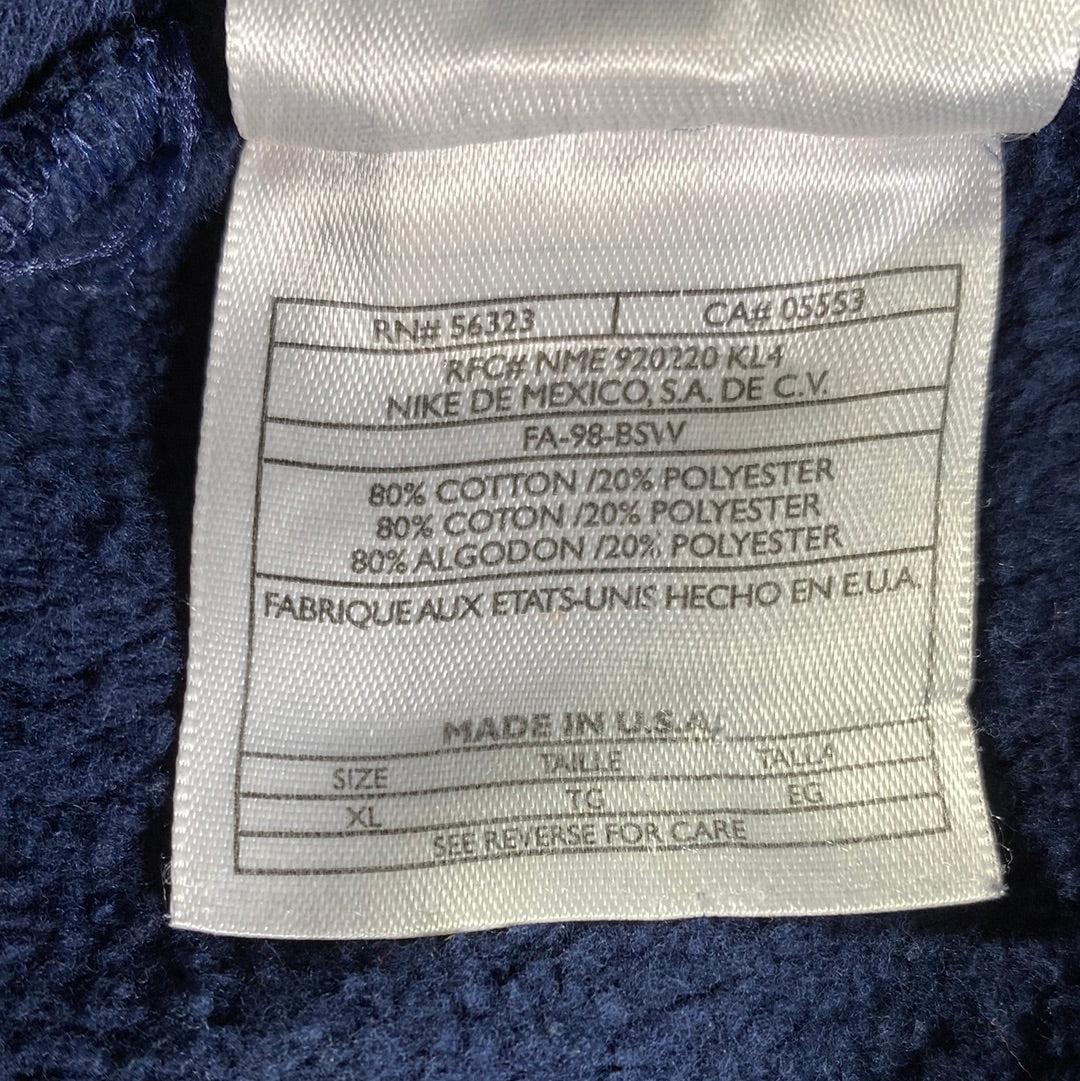 RN# 56323 CA# 05553
RFC# NME 920220 KL4
NIKE DE MEXICO, S.A. DE C.V.
FA-98-BSW
80% COTTON /20% POLYESTER
80% COTON /20% POLYESTER
80% ALGODON /20% POLYESTER
FABRIQUE AUX ETATS-UNIS HECHO EN E.U.A.
MADE IN U.S.A.
SIZE TAILLE TALLA
XL TG EG
SEE REVERSE FOR CARE